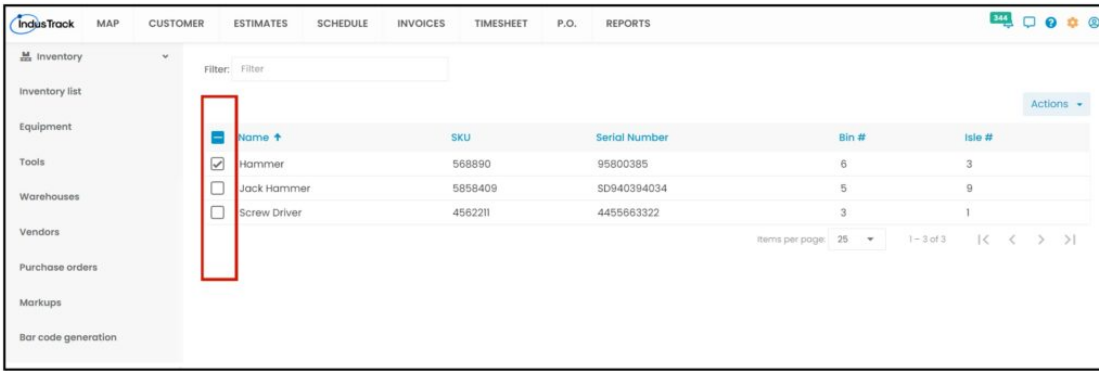 IndusTrack MAP CUSTOMER ESTIMATES SCHEDULE INVOICES TIMESHEET P.O. REPORTS 344
Inventory
Inventory list
Equipment
Tools
Warehouses
Vendors
Purchase orders
Markups
Bar code generation
Filter: Filter
Actions
Name SKU Serial Number Bin # Isle #
Hammer 568890 95800385 6 3
Jack Hammer 5858409 SD940394034 5 9
Screw Driver 4562211 4455663322 3 1
Items per page: 25 1 – 3 of 3